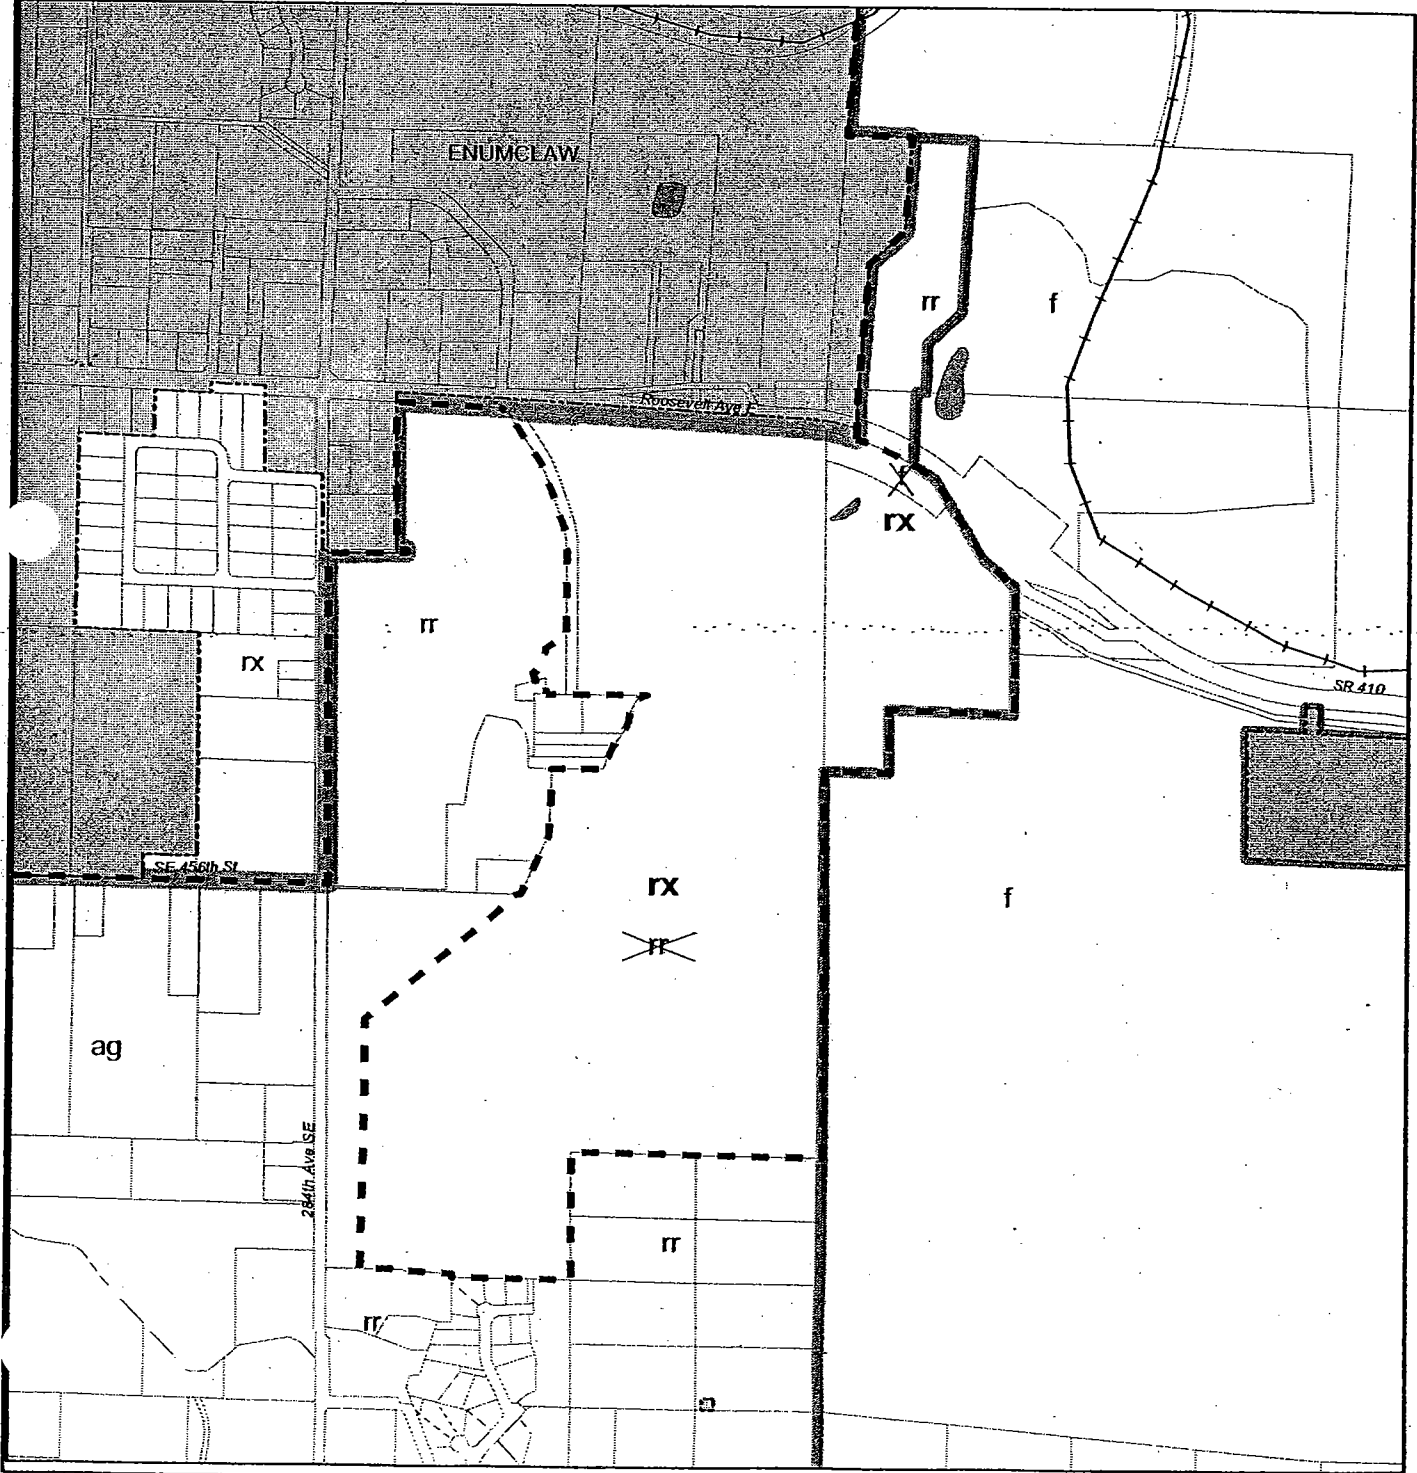 ENUMCLAW
rr
f
Roosevelt Ave E
f
rx
rr
rx
SR 410
SE 456th St
rx
rr
f
ag
284th Ave SE
rr
rr